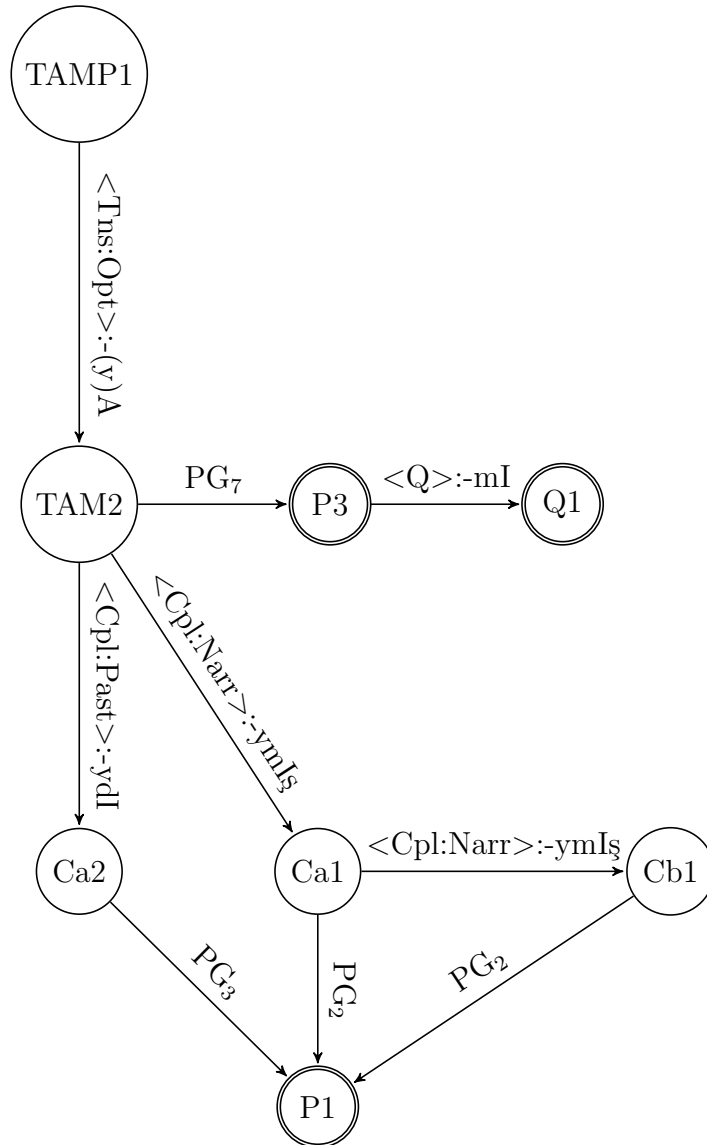 TAMP1
<Tns:Opt>:-(y)A
TAM2
PG₇
P3
<Q>:-mI
Q1
<Cpl:Past>:-ydI
<Cpl:Narr>:-ymIş
Ca2
Ca1
<Cpl:Narr>:-ymIş
Cb1
PG₃
PG₂
PG₂
P1